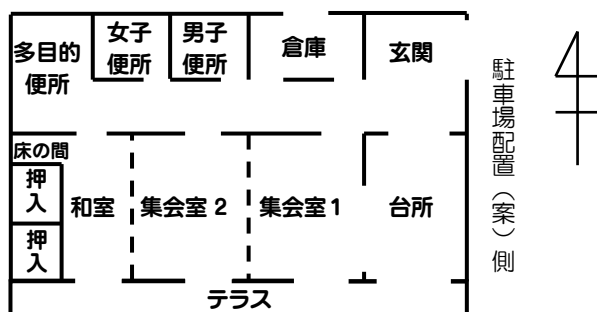 多目的
便所
女子
便所
男子
便所
倉庫
玄関
床の間
押
入
押
入
和室
集会室 2
集会室 1
台所
テラス
駐車場配置（案）側